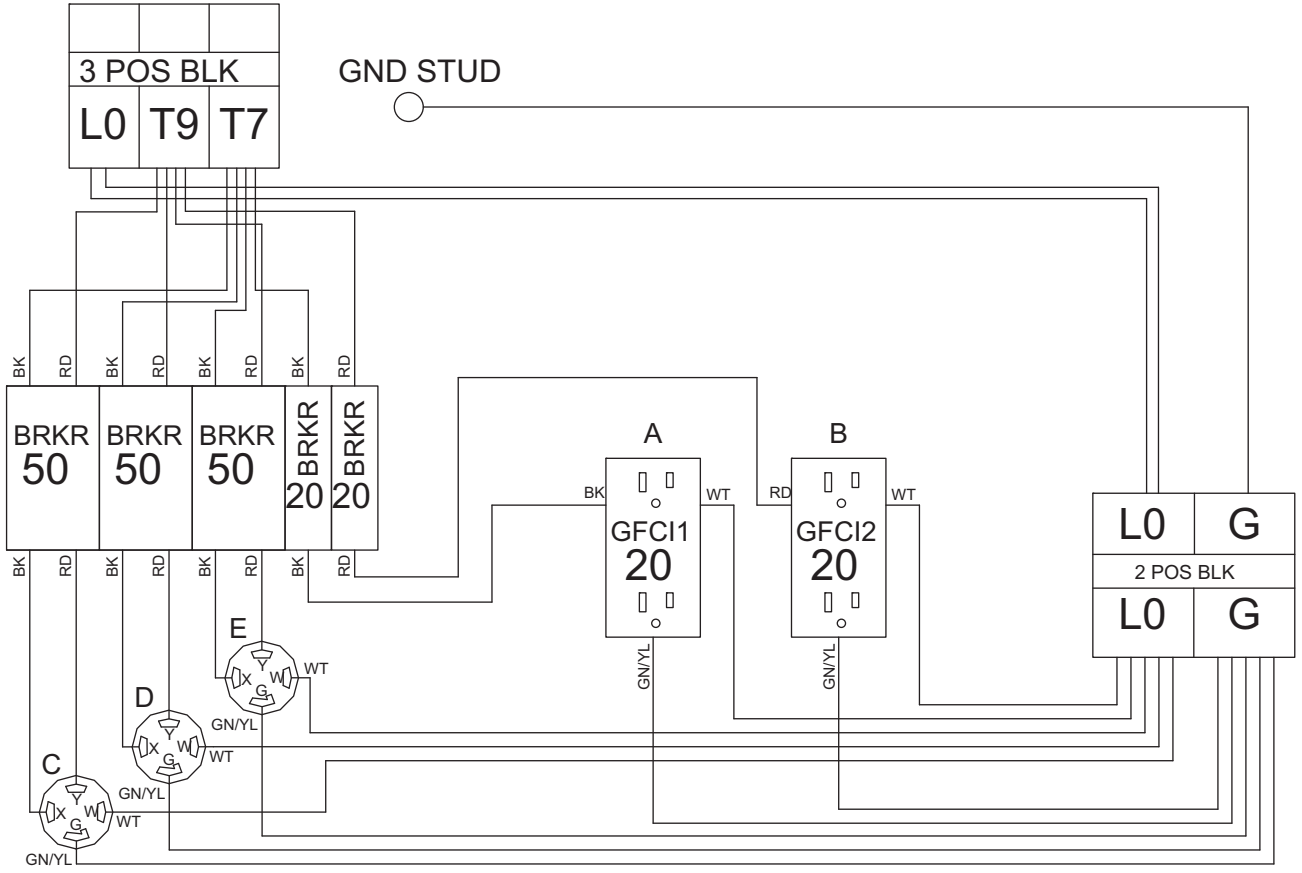 3 POS BLK
GND STUD
L0 T9 T7
BK RD BK RD BK RD BK RD
BRKR 50
BRKR 50
BRKR 50
20 BRKR
20 BRKR
BK RD BK RD BK RD BK RD
A
BK WT
GFCI1
20
GN/YL
B
RD WT
GFCI2
20
GN/YL
L0 G
2 POS BLK
L0 G
E
Y
X W
G
WT
GN/YL
D
Y
X W
G
WT
GN/YL
C
Y
X W
G
WT
GN/YL